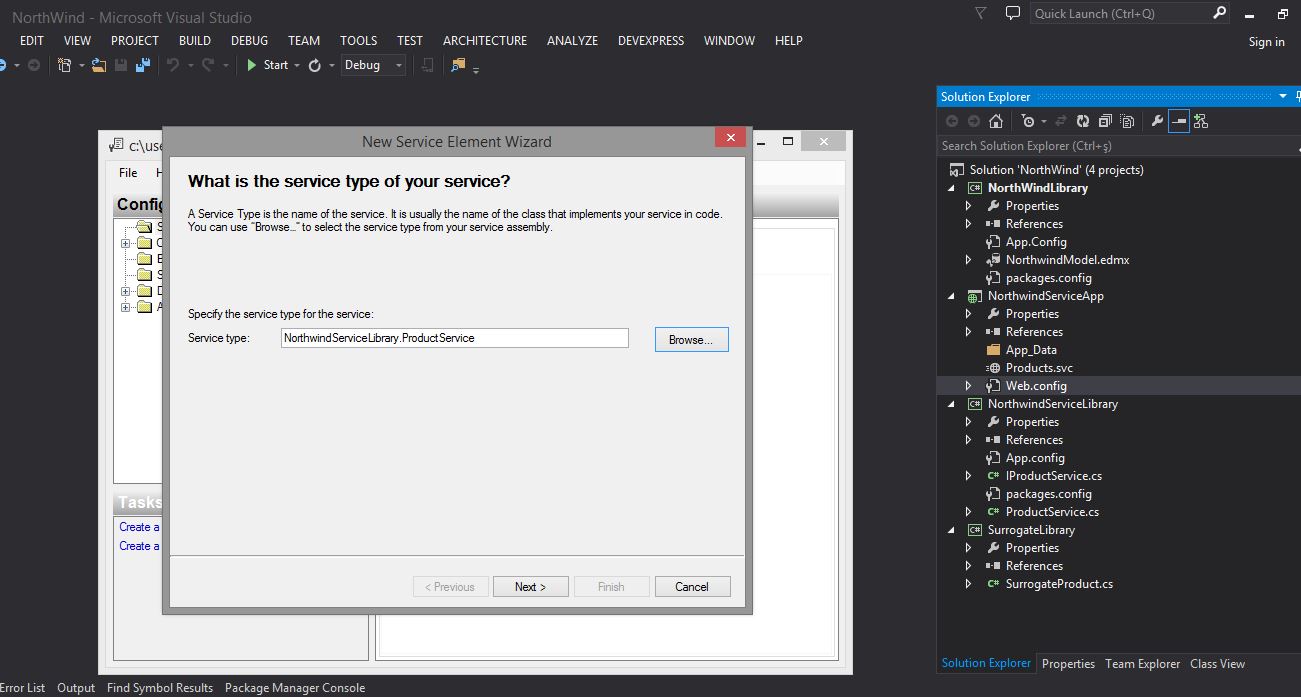 NorthWind - Microsoft Visual Studio
Quick Launch (Ctrl+Q)
EDIT VIEW PROJECT BUILD DEBUG TEAM TOOLS TEST ARCHITECTURE ANALYZE DEVEXPRESS WINDOW HELP
Sign in
Start Debug
c:\use
File H
Config
S
C
B
S
D
A
Tasks
Create a
Create a
New Service Element Wizard
What is the service type of your service?
A Service Type is the name of the service. It is usually the name of the class that implements your service in code.
You can use "Browse..." to select the service type from your service assembly.
Specify the service type for the service:
Service type: NorthwindServiceLibrary.ProductService Browse...
< Previous Next > Finish Cancel
Solution Explorer
Search Solution Explorer (Ctrl+ş)
Solution 'NorthWind' (4 projects)
C# NorthWindLibrary
Properties
References
App.Config
NorthwindModel.edmx
packages.config
NorthwindServiceApp
Properties
References
App_Data
Products.svc
Web.config
C# NorthwindServiceLibrary
Properties
References
App.config
C# IProductService.cs
packages.config
C# ProductService.cs
C# SurrogateLibrary
Properties
References
C# SurrogateProduct.cs
Solution Explorer Properties Team Explorer Class View
Error List Output Find Symbol Results Package Manager Console